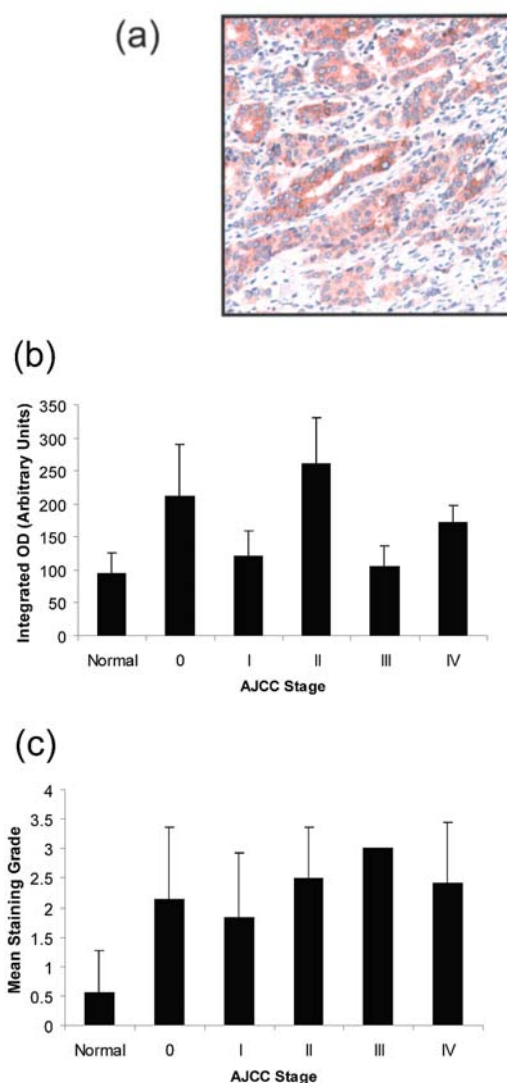 (a)
(b)
Integrated OD (Arbitrary Units)
350
300
250
200
150
100
50
0
Normal 0 I II III IV
AJCC Stage
(c)
Mean Staining Grade
4
3.5
3
2.5
2
1.5
1
0.5
0
Normal 0 I II III IV
AJCC Stage